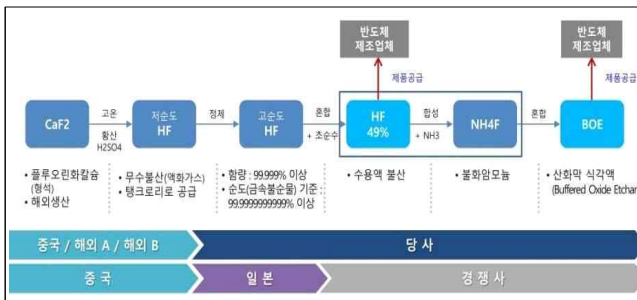 반도체
제조업체
반도체
제조업체
제품공급
제품공급
CaF2
고온
황산
H2SO4
저순도
HF
정제
고순도
HF
혼합
+ 초순수
HF
49%
합성
+ NH3
NH4F
혼합
BOE
• 플루오린화칼슘
(형석)
• 해외생산
• 무수불산(액화가스)
• 탱크로리로 공급
• 함량 : 99.999% 이상
• 순도(금속불순물) 기준 :
99.9999999999% 이상
• 수용액 불산
• 불화암모늄
• 산화막 식각액
(Buffered Oxide Etchan
중국 / 해외 A / 해외 B
당사
중국
일본
경쟁사